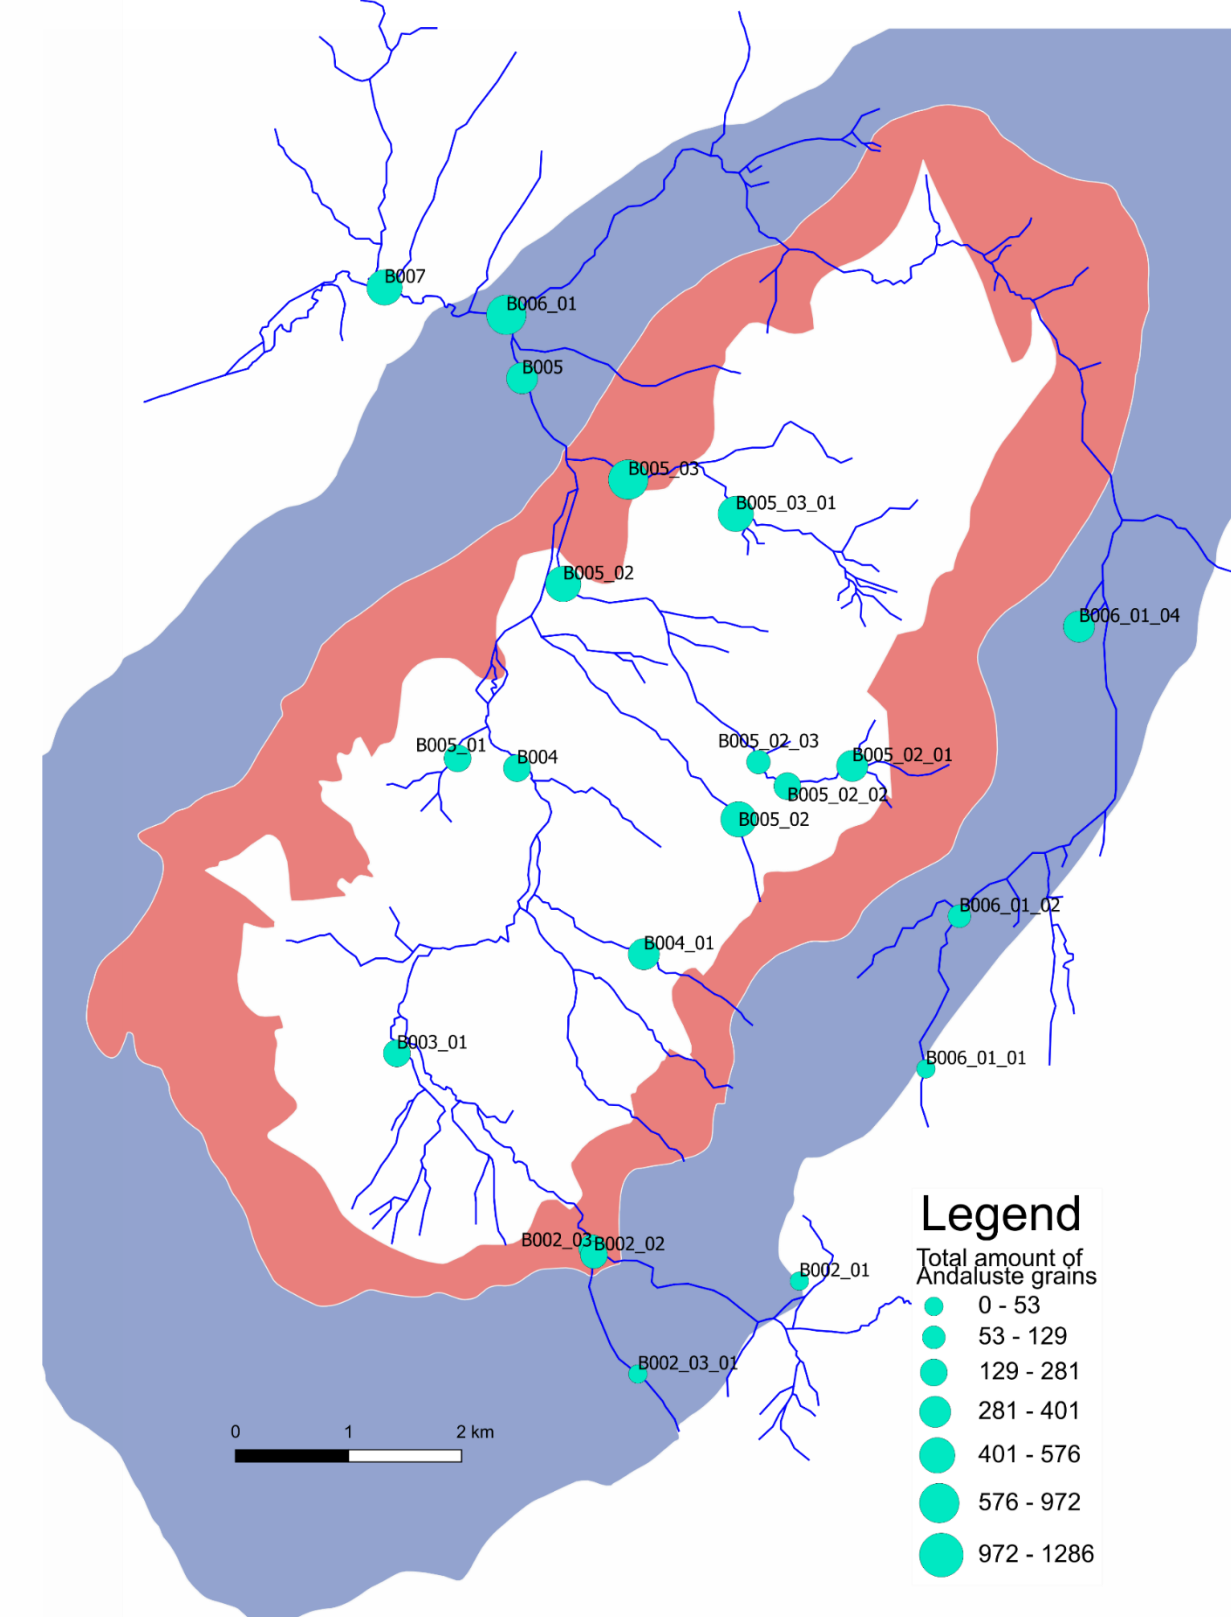 B007
B006_01
B005
B005_03
B005_03_01
B005_02
B006_01_04
B005_01
B004
B005_02_03
B005_02_01
B005_02_02
B005_02
B006_01_02
B004_01
B003_01
B006_01_01
B002_03
B002_02
B002_01
B002_03_01
0 1 2 km
Legend
Total amount of
Andaluste grains
0 - 53
53 - 129
129 - 281
281 - 401
401 - 576
576 - 972
972 - 1286